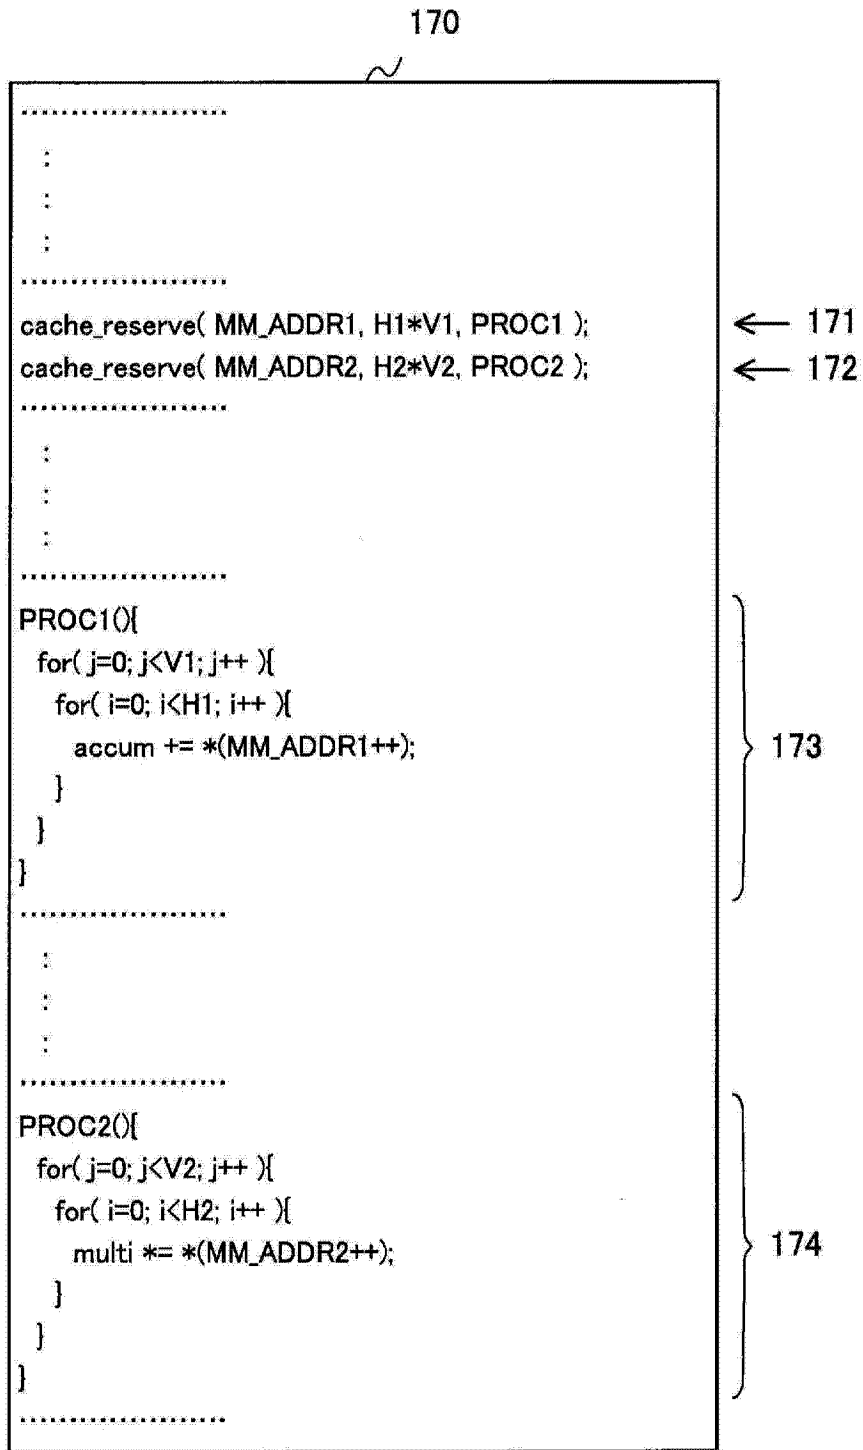 170
.....................
:
:
:
.....................
cache_reserve( MM_ADDR1, H1*V1, PROC1 ); ← 171
cache_reserve( MM_ADDR2, H2*V2, PROC2 ); ← 172
.....................
:
:
:
.....................
PROC1(){
for( j=0; j<V1; j++ ){
for( i=0; i<H1; i++ ){
accum += *(MM_ADDR1++); 173
}
}
}
.....................
:
:
:
.....................
PROC2(){
for( j=0; j<V2; j++ ){
for( i=0; i<H2; i++ ){
multi *= *(MM_ADDR2++); 174
}
}
}
.....................